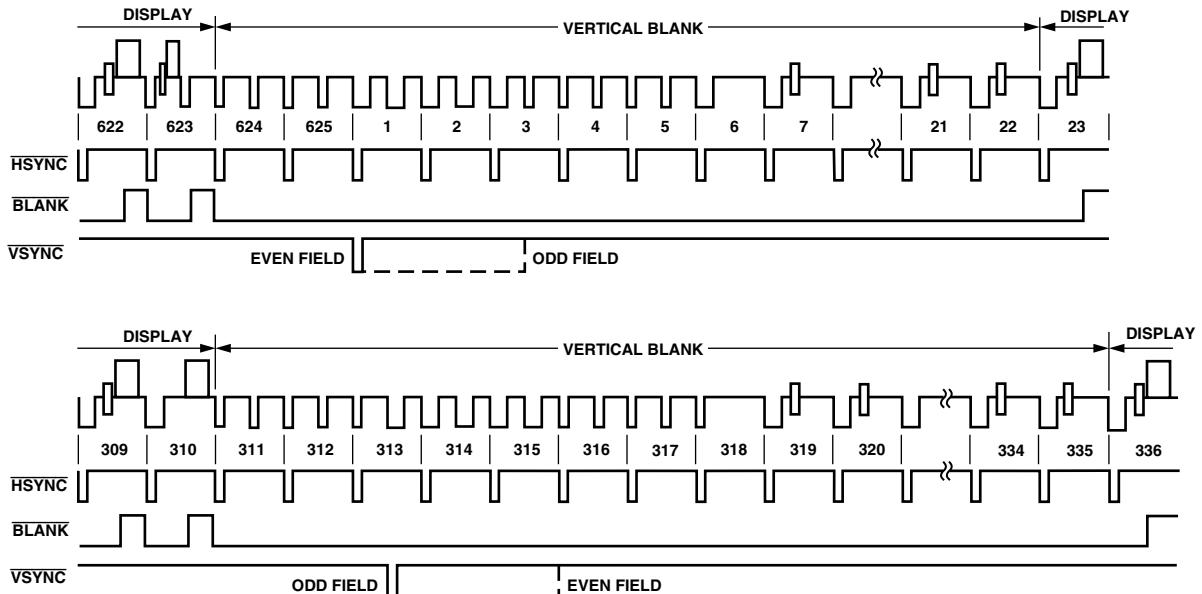 DISPLAY VERTICAL BLANK DISPLAY
622 623 624 625 1 2 3 4 5 6 7 21 22 23
HSYNC
BLANK
VSYNC
EVEN FIELD ODD FIELD
DISPLAY VERTICAL BLANK DISPLAY
309 310 311 312 313 314 315 316 317 318 319 320 334 335 336
HSYNC
BLANK
VSYNC
ODD FIELD EVEN FIELD